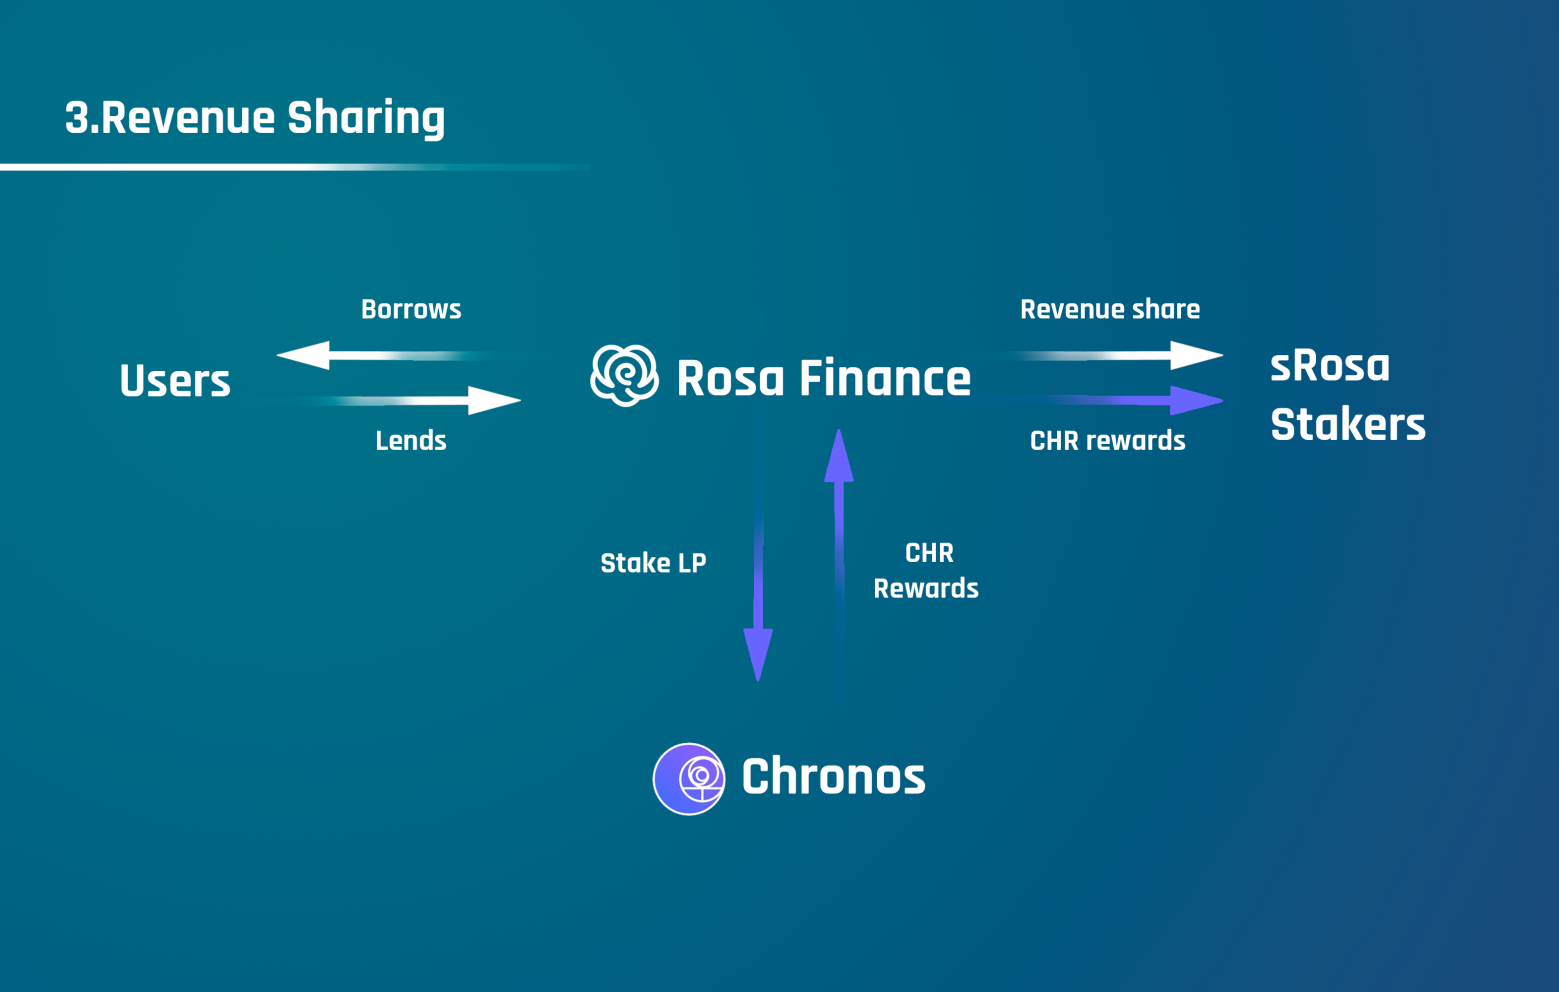 3.Revenue Sharing
Borrows
Users
Lends
Rosa Finance
Revenue share
CHR rewards
sRosa
Stakers
Stake LP
CHR
Rewards
Chronos